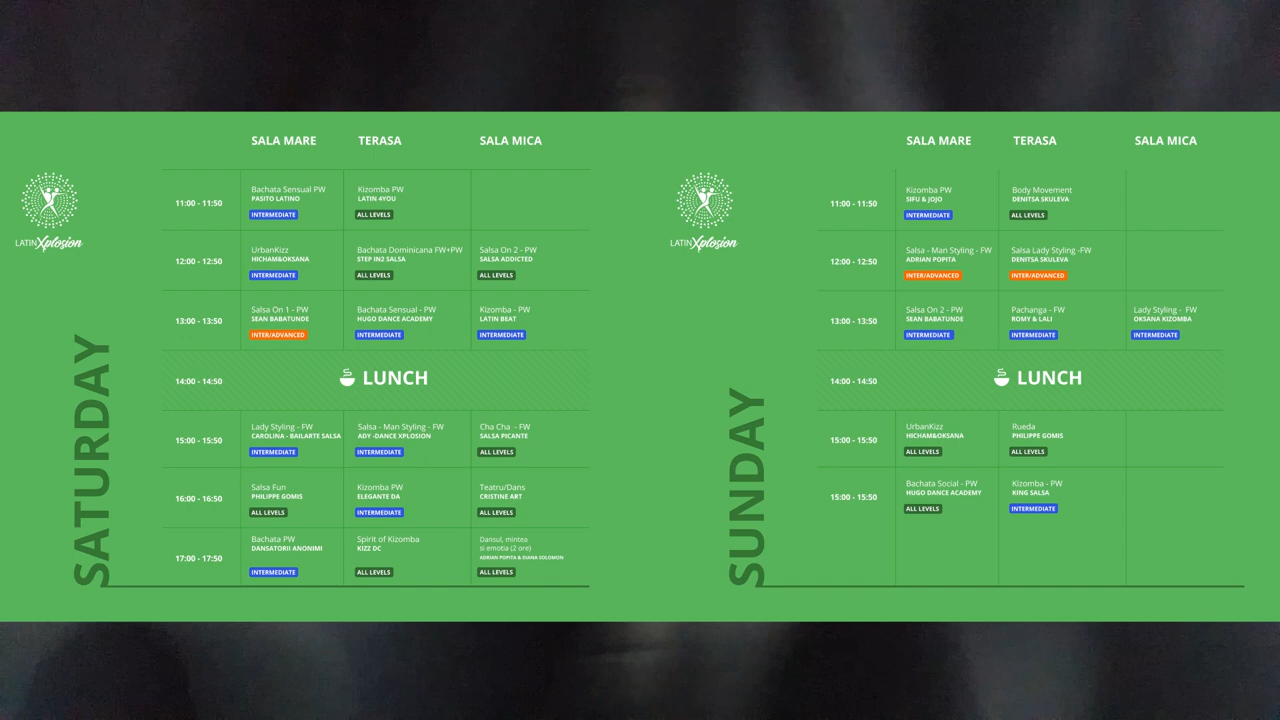 SALA MARE TERASA SALA MICA
LATINXplosion
SATURDAY
11:00 - 11:50
Bachata Sensual PW
PASITO LATINO
INTERMEDIATE
Kizomba PW
LATIN 4YOU
ALL LEVELS
12:00 - 12:50
UrbanKizz
HICHAM&OKSANA
INTERMEDIATE
Bachata Dominicana FW+PW
STEP IN2 SALSA
ALL LEVELS
Salsa On 2 - PW
SALSA ADDICTED
ALL LEVELS
13:00 - 13:50
Salsa On 1 - PW
SEAN BABATUNDE
INTER/ADVANCED
Bachata Sensual - PW
HUGO DANCE ACADEMY
INTERMEDIATE
Kizomba - PW
LATIN BEAT
INTERMEDIATE
14:00 - 14:50
LUNCH
15:00 - 15:50
Lady Styling - FW
CAROLINA - BAILARTE SALSA
INTERMEDIATE
Salsa - Man Styling - FW
ADY -DANCE XPLOSION
INTERMEDIATE
Cha Cha - FW
SALSA PICANTE
ALL LEVELS
16:00 - 16:50
Salsa Fun
PHILIPPE GOMIS
ALL LEVELS
Kizomba PW
ELEGANTE DA
INTERMEDIATE
Teatru/Dans
CRISTINE ART
ALL LEVELS
17:00 - 17:50
Bachata PW
DANSATORII ANONIMI
INTERMEDIATE
Spirit of Kizomba
KIZZ DC
ALL LEVELS
Dansul, mintea
si emotia (2 ore)
ADRIAN POPITA & DIANA SOLOMON
ALL LEVELS
SALA MARE TERASA SALA MICA
LATINXplosion
SUNDAY
11:00 - 11:50
Kizomba PW
SIFU & JOJO
INTERMEDIATE
Body Movement
DENITSA SKULEVA
ALL LEVELS
12:00 - 12:50
Salsa - Man Styling - FW
ADRIAN POPITA
INTER/ADVANCED
Salsa Lady Styling -FW
DENITSA SKULEVA
INTER/ADVANCED
13:00 - 13:50
Salsa On 2 - PW
SEAN BABATUNDE
INTERMEDIATE
Pachanga - FW
ROMY & LALI
INTERMEDIATE
Lady Styling - FW
OKSANA KIZOMBA
INTERMEDIATE
14:00 - 14:50
LUNCH
15:00 - 15:50
UrbanKizz
HICHAM&OKSANA
ALL LEVELS
Rueda
PHILIPPE GOMIS
ALL LEVELS
15:00 - 15:50
Bachata Social - PW
HUGO DANCE ACADEMY
ALL LEVELS
Kizomba - PW
KING SALSA
INTERMEDIATE